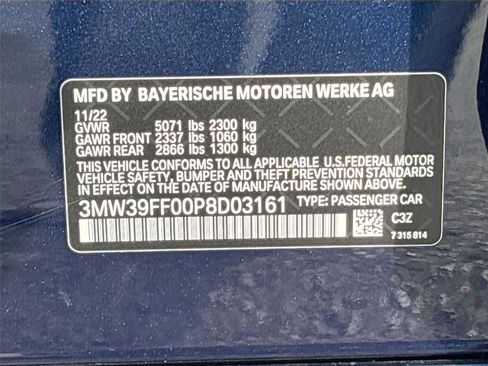 MFD BY BAYERISCHE MOTOREN WERKE AG
11/22
GVWR 5071 lbs 2300 kg
GAWR FRONT 2337 lbs 1060 kg
GAWR REAR 2866 lbs 1300 kg
THIS VEHICLE CONFORMS TO ALL APPLICABLE U.S.FEDERAL MOTOR
VEHICLE SAFETY, BUMPER AND THEFT PREVENTION STANDARDS
IN EFFECT ON THE DATE OF MANUFACTURE SHOWN ABOVE.
3MW39FF00P8D03161 TYPE: PASSENGER CAR
C3Z
7 315 814